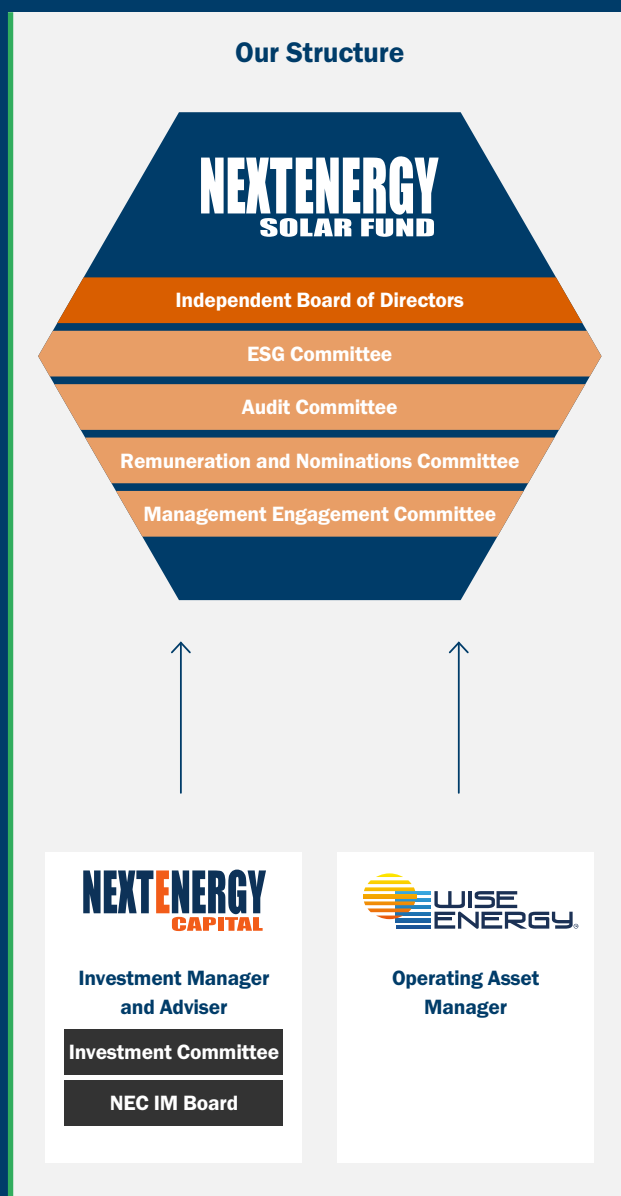 Our Structure
NEXTENERGY
SOLAR FUND
Independent Board of Directors
ESG Committee
Audit Committee
Remuneration and Nominations Committee
Management Engagement Committee
NEXTENERGY
CAPITAL
Investment Manager
and Adviser
Investment Committee
NEC IM Board
WISE
ENERGY®
Operating Asset
Manager